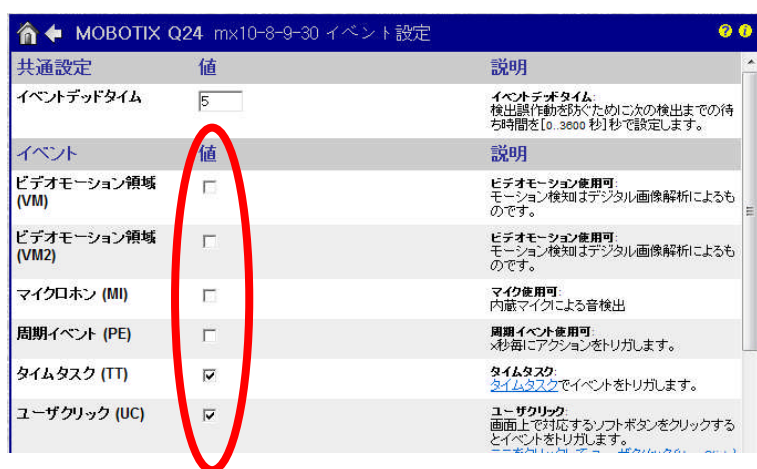 MOBOTIX Q24 mx10-8-9-30 イベント設定
共通設定 値 説明
イベントデッドタイム 5 イベントデッドタイム:
検出誤作動を防ぐために次の検出までの待
ち時間を[0..3600 秒]秒で設定します。
イベント 値 説明
ビデオモーション領域
(VM)
ビデオモーション使用可:
モーション検知はデジタル画像解析によるも
のです。
ビデオモーション領域
(VM2)
ビデオモーション使用可:
モーション検知はデジタル画像解析によるも
のです。
マイクロホン (MI) マイク使用可:
内蔵マイクによる音検出
周期イベント (PE) 周期イベント使用可:
x秒毎にアクションをトリガします。
タイムタスク (TT) タイムタスク:
タイムタスクでイベントをトリガします。
ユーザクリック (UC) ユーザクリック:
画面上で対応するソフトボタンをクリックする
とイベントをトリガします。